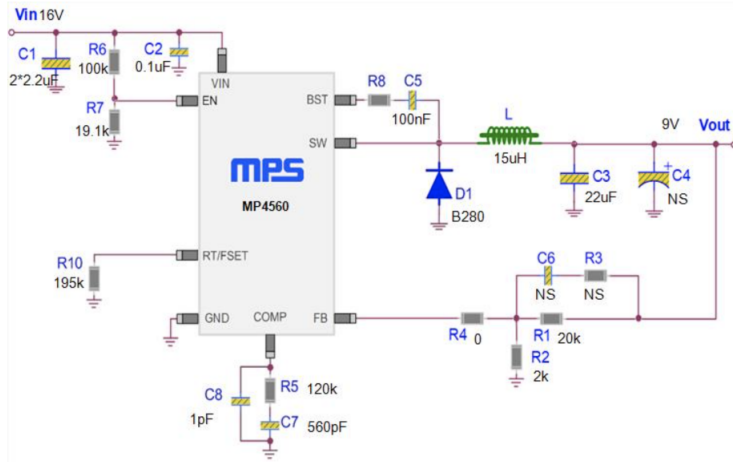 Vin 16V
C1
2*2.2uF
R6
100k
C2
0.1uF
R7
19.1k
VIN
EN
BST
SW
mps
MP4560
RT/FSET
GND
COMP
FB
R8
C5
100nF
L
15uH
9V
Vout
D1
B280
C3
22uF
+
C4
NS
R10
195k
C6
NS
R3
NS
R4
0
R1
20k
R2
2k
C8
1pF
R5
120k
C7
560pF